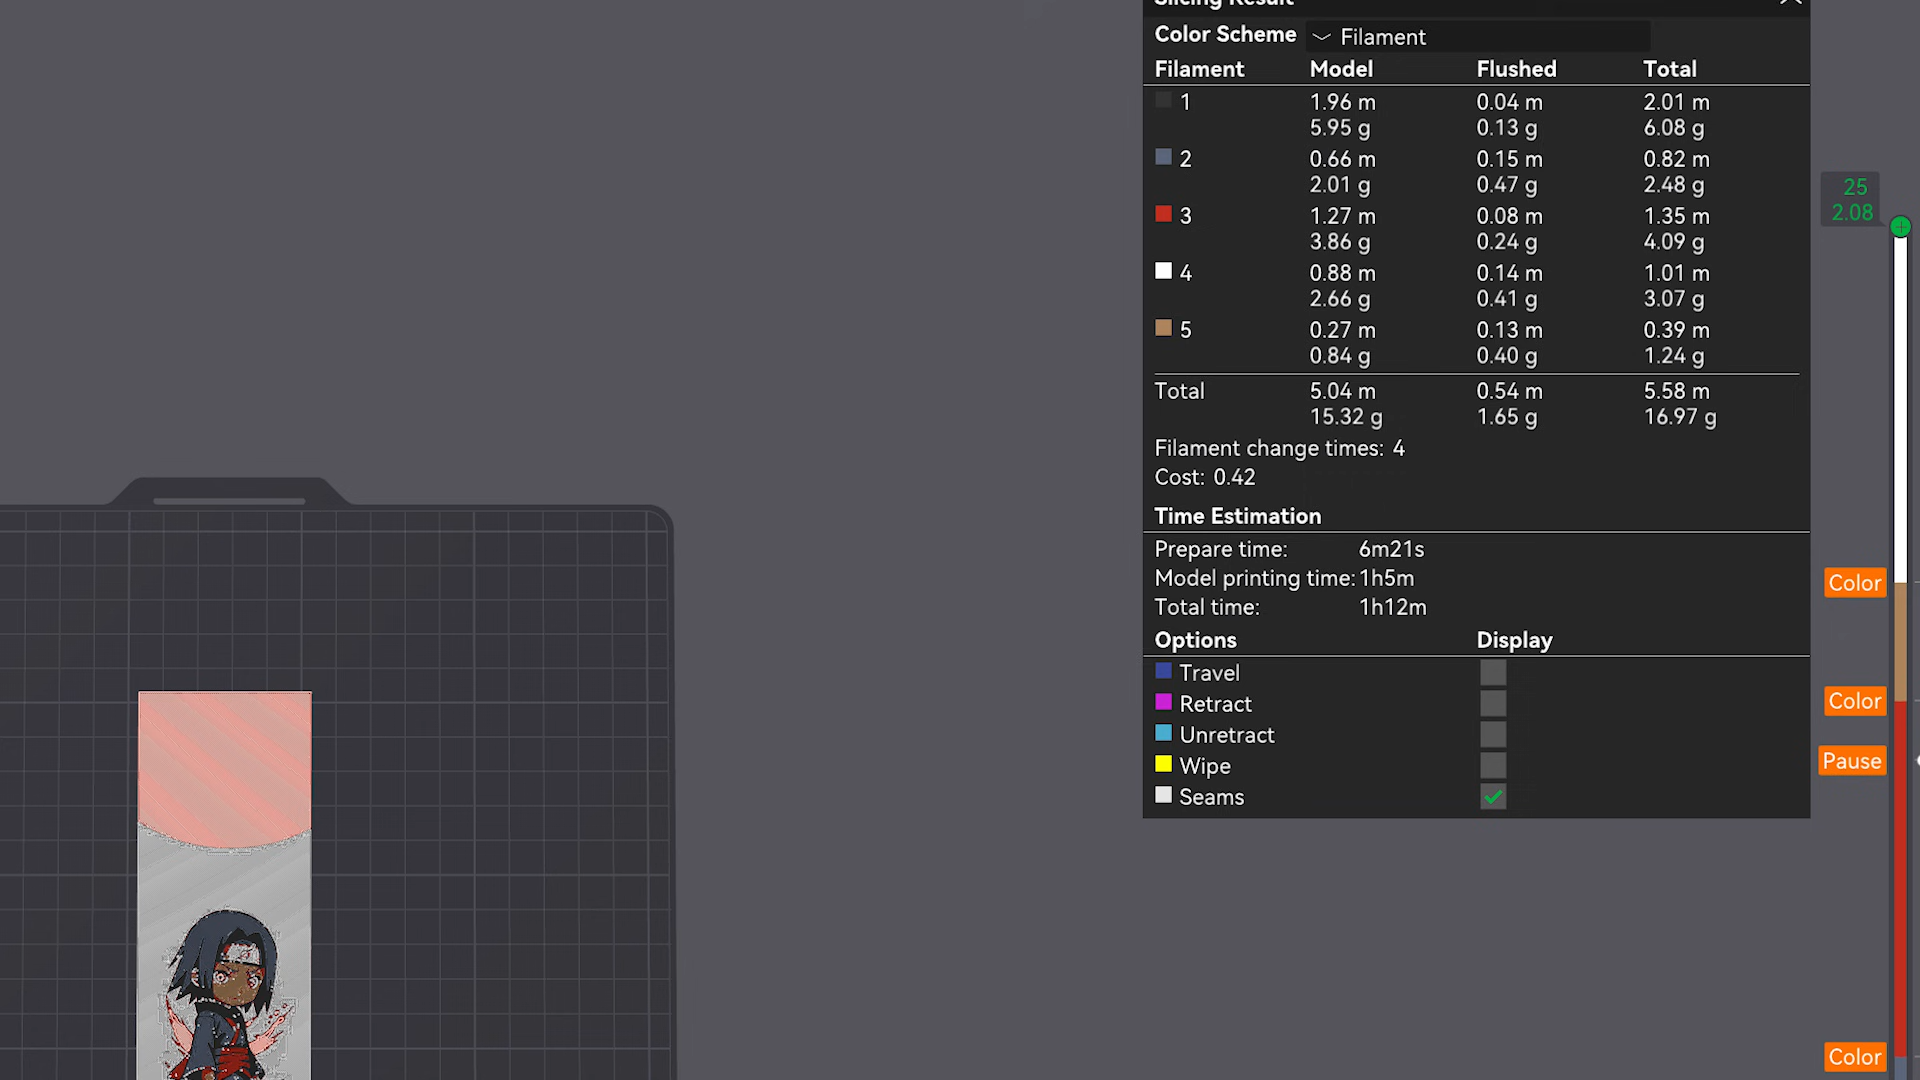 Slicing Result
Color Scheme Filament
Filament Model Flushed Total
1 1.96 m 0.04 m 2.01 m
5.95 g 0.13 g 6.08 g
2 0.66 m 0.15 m 0.82 m
2.01 g 0.47 g 2.48 g
3 1.27 m 0.08 m 1.35 m
3.86 g 0.24 g 4.09 g
4 0.88 m 0.14 m 1.01 m
2.66 g 0.41 g 3.07 g
5 0.27 m 0.13 m 0.39 m
0.84 g 0.40 g 1.24 g
Total 5.04 m 0.54 m 5.58 m
15.32 g 1.65 g 16.97 g
Filament change times: 4
Cost: 0.42
Time Estimation
Prepare time: 6m21s
Model printing time: 1h5m
Total time: 1h12m
Options Display
Travel
Retract
Unretract
Wipe
Seams
25
2.08
Color
Color
Pause
Color